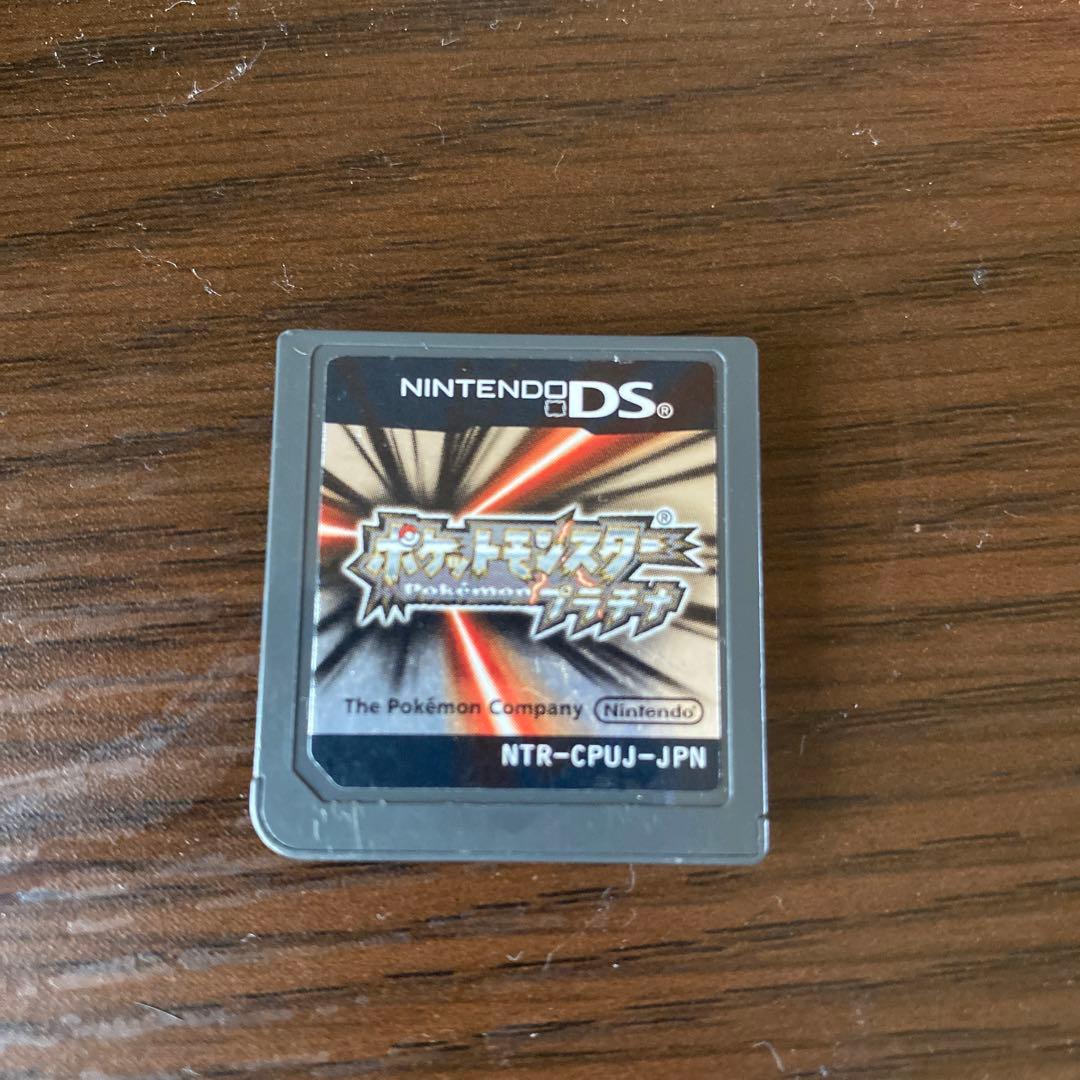 NINTENDO DS®
ポケットモンスター®
Pokémon プラチナ
The Pokémon Company Nintendo®
NTR-CPUJ-JPN